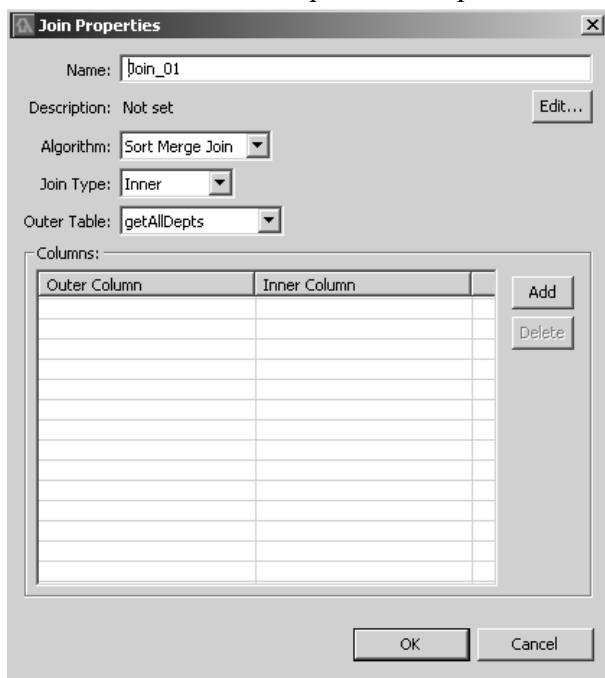 Join Properties
Name: Join_01
Description: Not set Edit...
Algorithm: Sort Merge Join
Join Type: Inner
Outer Table: getAllDepts
Columns:
Outer Column Inner Column
Add
Delete
OK Cancel